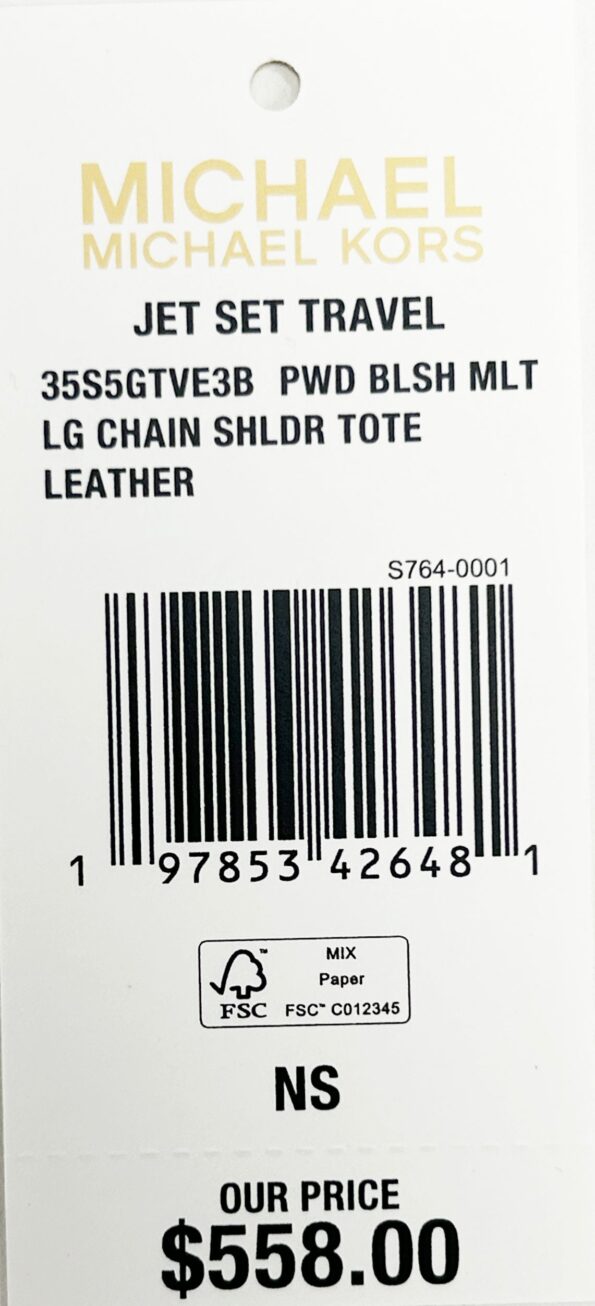 MICHAEL
MICHAEL KORS
JET SET TRAVEL
35S5GTVE3B PWD BLSH MLT
LG CHAIN SHLDR TOTE
LEATHER
S764-0001
1 97853 42648 1
MIX
Paper
FSC™ C012345
™
FSC
NS
OUR PRICE
$558.00